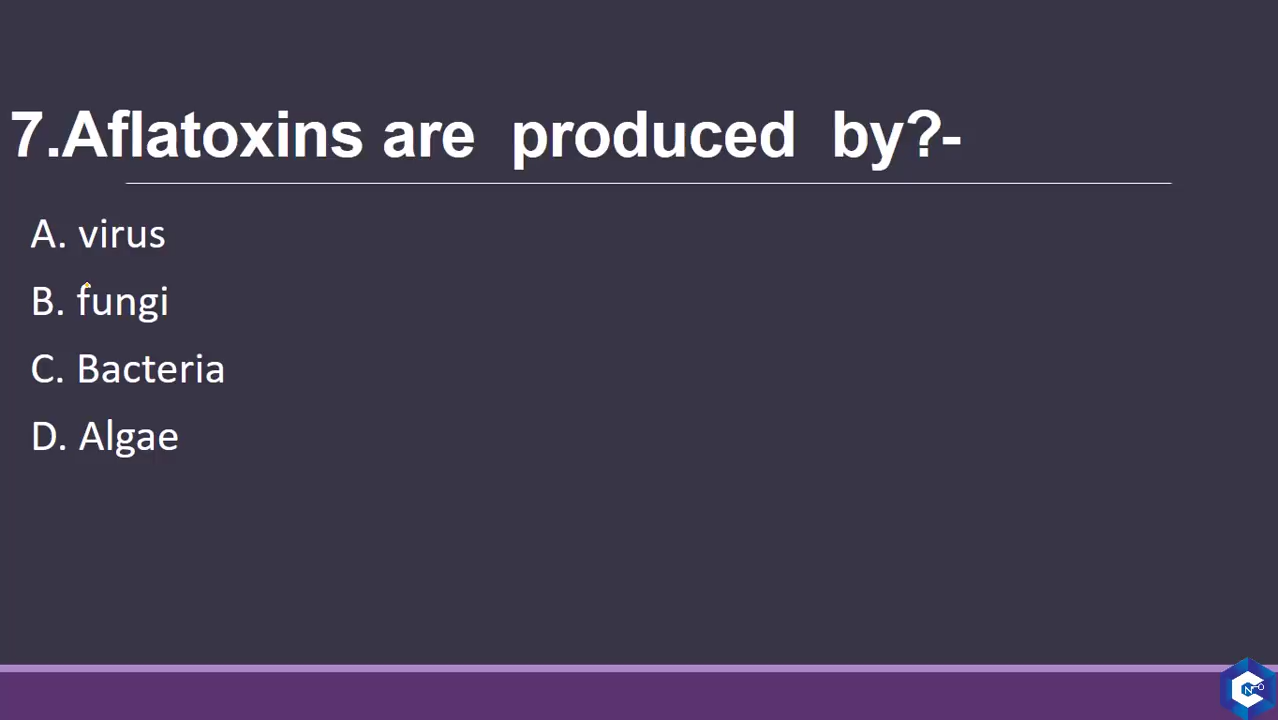 7.Aflatoxins are produced by?-
A. virus
B. fungi
C. Bacteria
D. Algae